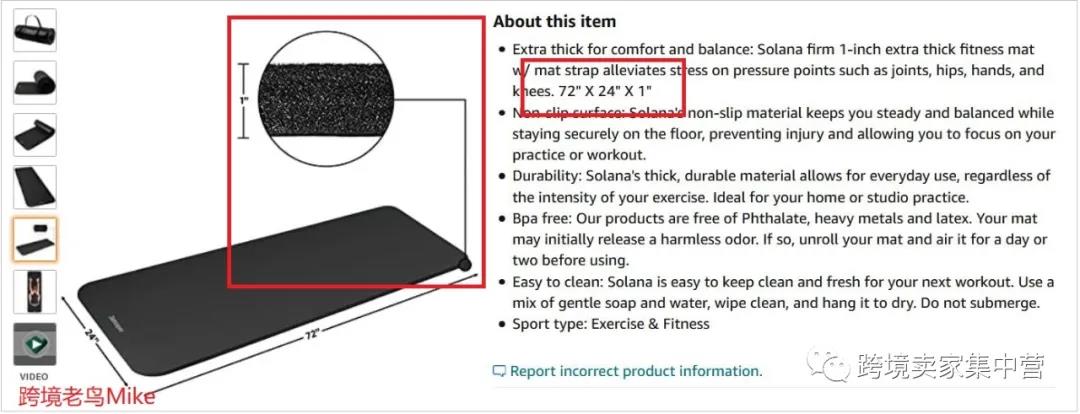 About this item
Extra thick for comfort and balance: Solana firm 1-inch extra thick fitness mat
w/ mat strap alleviates stress on pressure points such as joints, hips, hands, and
knees. 72" X 24" X 1"
Non-slip surface: Solana's non-slip material keeps you steady and balanced while
staying securely on the floor, preventing injury and allowing you to focus on your
practice or workout.
Durability: Solana's thick, durable material allows for everyday use, regardless of
the intensity of your exercise. Ideal for your home or studio practice.
Bpa free: Our products are free of Phthalate, heavy metals and latex. Your mat
may initially release a harmless odor. If so, unroll your mat and air it for a day or
two before using.
Easy to clean: Solana is easy to keep clean and fresh for your next workout. Use a
mix of gentle soap and water, wipe clean, and hang it to dry. Do not submerge.
Sport type: Exercise & Fitness
Report incorrect product information.
1"
24"
72"
VIDEO
跨境老鸟Mike
跨境卖家集中营